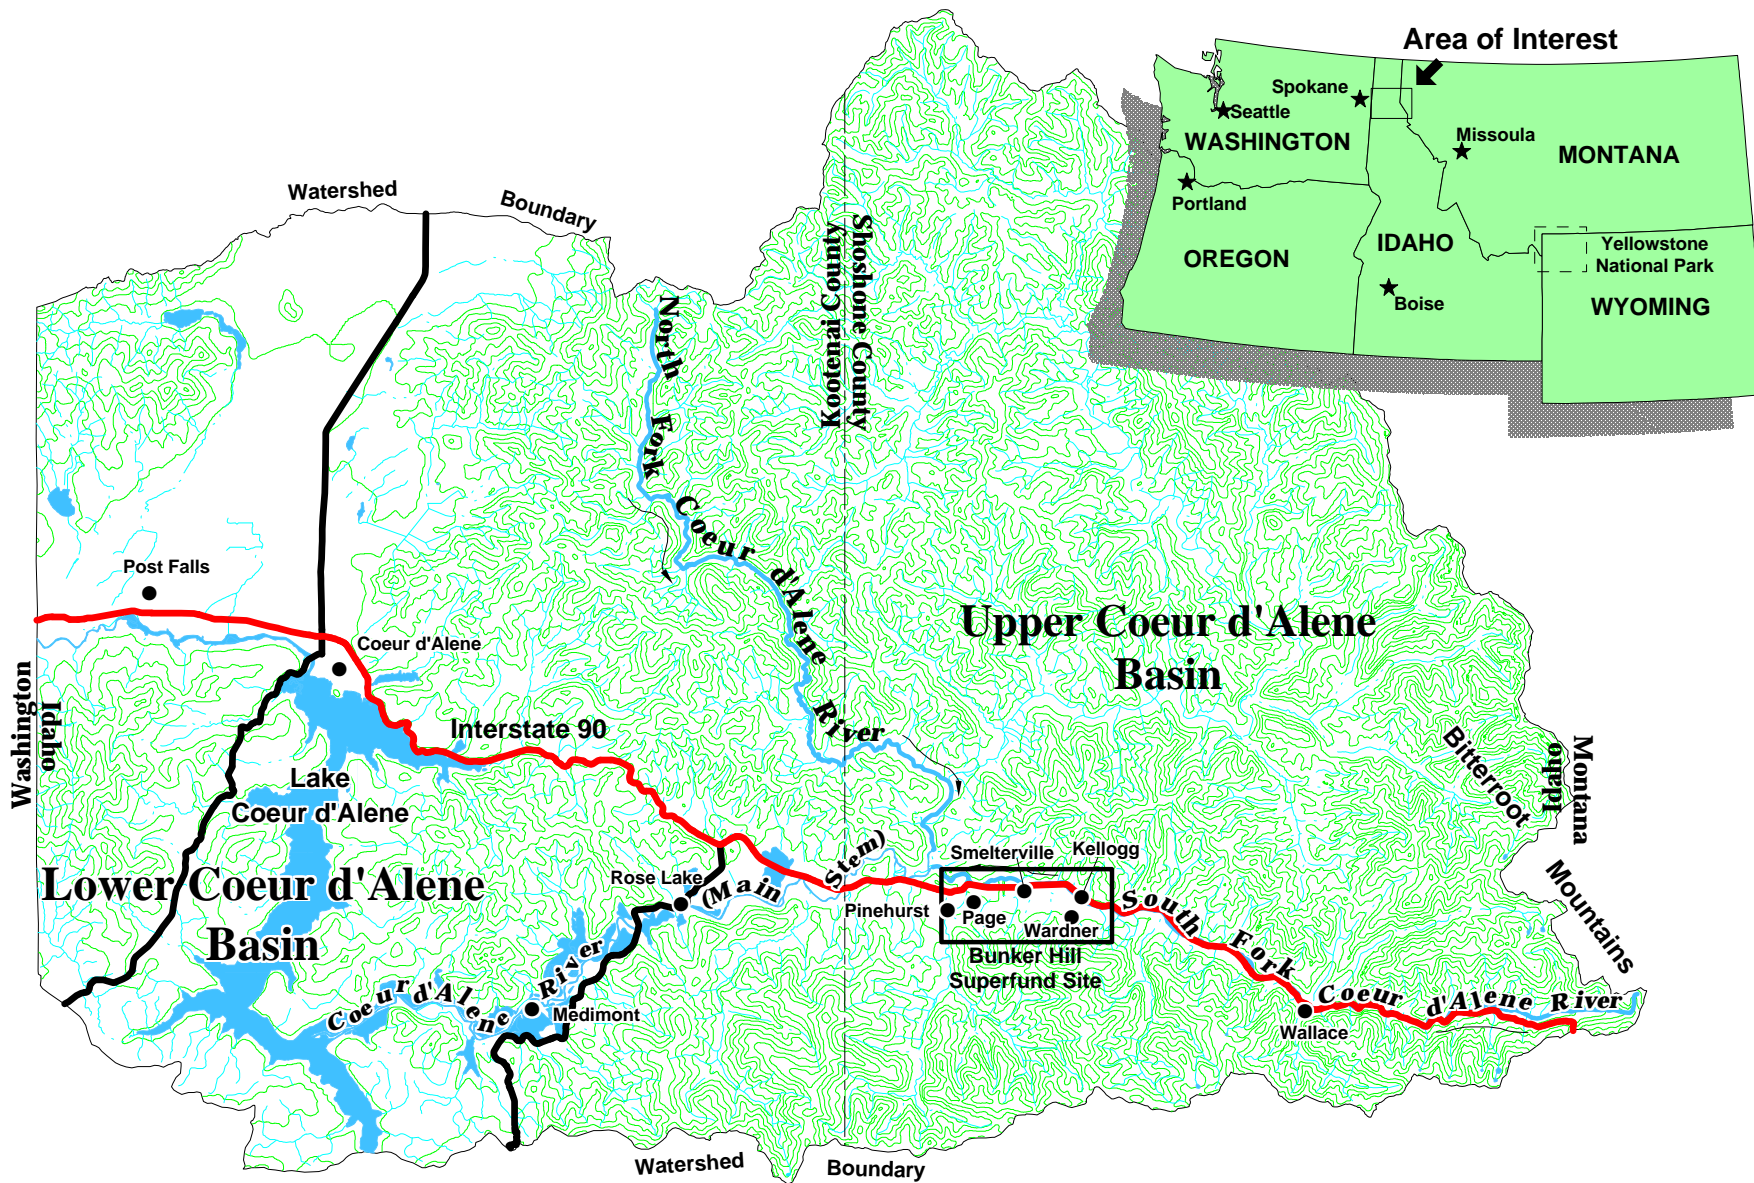 Area of Interest
Spokane
Seattle
WASHINGTON
Missoula
MONTANA
Portland
OREGON
IDAHO
Yellowstone
National Park
Boise
WYOMING
Watershed
Boundary
Kootenai County
Shoshone County
North Fork Coeur d'Alene River
Post Falls
Coeur d'Alene
Upper Coeur d'Alene
Basin
Washington
Idaho
Interstate 90
Lake
Coeur d'Alene
Bitterroot
Mountains
Idaho
Montana
Lower Coeur d'Alene
Basin
Rose Lake
Coeur d'Alene River (Main Stem)
Medimont
Smelterville
Kellogg
Pinehurst
Page
Wardner
Bunker Hill
Superfund Site
South Fork Coeur d'Alene River
Wallace
Watershed
Boundary